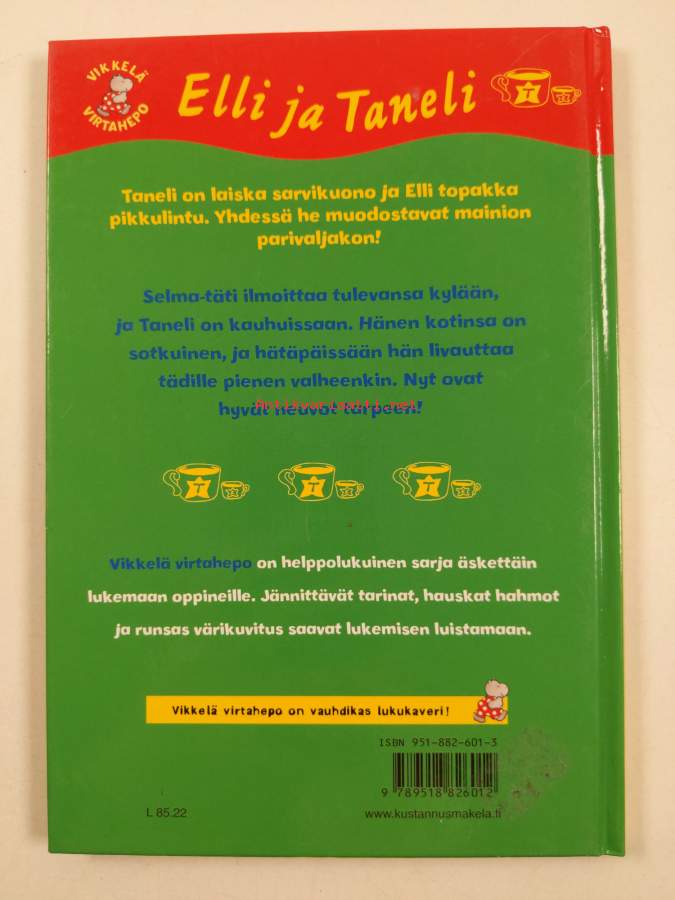 VIKKELÄ
VIRTAHEPO
Elli ja Taneli
T
Taneli on laiska sarvikuono ja Elli topakka
pikkulintu. Yhdessä he muodostavat mainion
parivaljakon!
Selma-täti ilmoittaa tulevansa kylään,
ja Taneli on kauhuissaan. Hänen kotinsa on
sotkuinen, ja hätäpäissään hän livauttaa
tädille pienen valheenkin. Nyt ovat
hyvät neuvot tarpeen!
Antikvariaatti.net
T T T
Vikkelä virtahepo on helppolukuinen sarja äskettäin
lukemaan oppineille. Jännittävät tarinat, hauskat hahmot
ja runsas värikuvitus saavat lukemisen luistamaan.
Vikkelä virtahepo on vauhdikas lukukaveri!
ISBN 951-882-601-3
9 789518 826012
L 85.22
www.kustannusmakela.fi